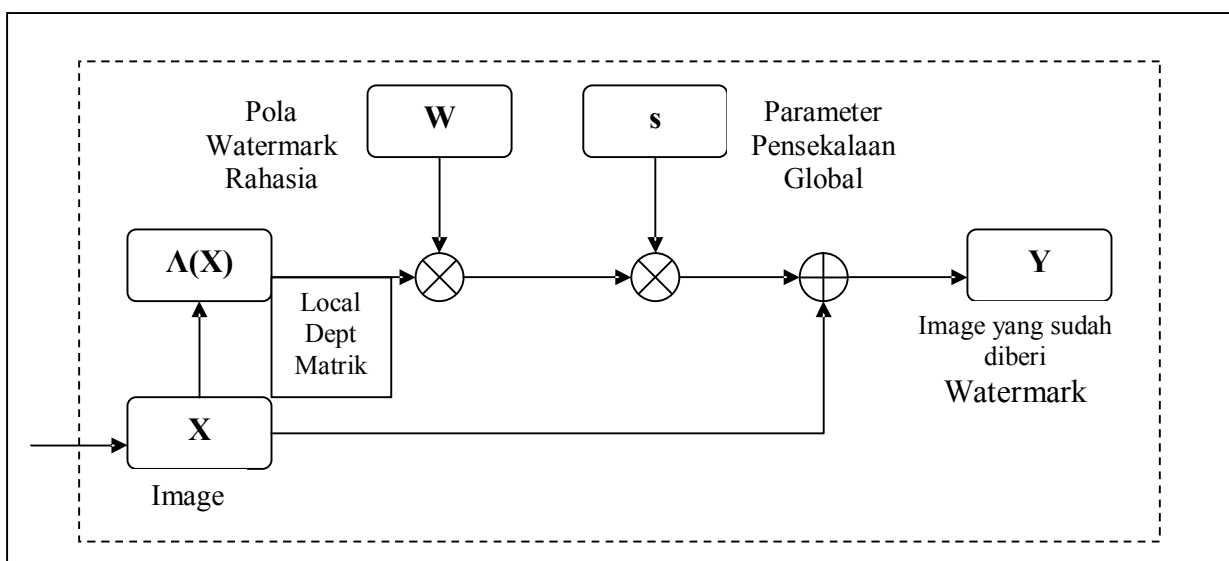 Pola
Watermark
Rahasia
W
s
Parameter
Pensekalaan
Global
Λ(X)
Local
Dept
Matrik
Y
Image yang sudah
diberi
Watermark
X
Image